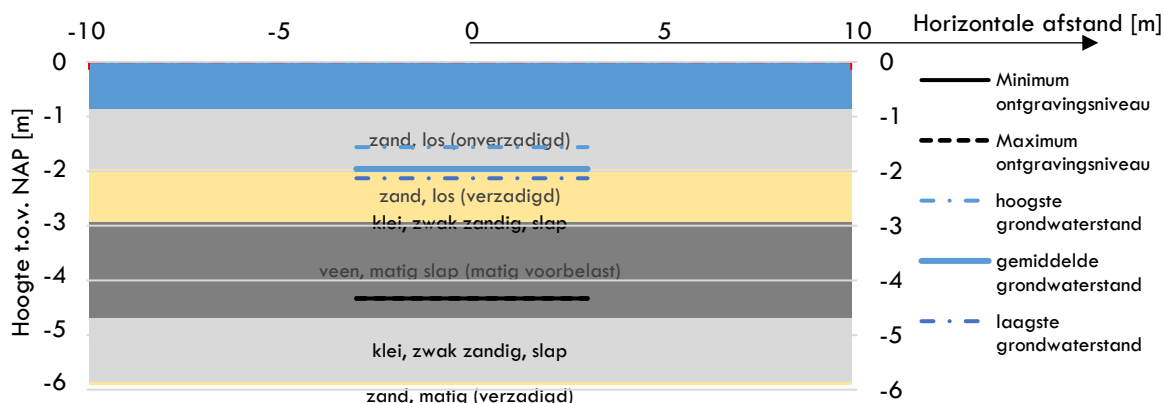 -10 -5 0 5 10 Horizontale afstand [m]
Hoogte t.o.v. NAP [m]
0 0
-1 -1
zand, los (onverzadigd)
-2 -2
zand, los (verzadigd)
klei, zwak zandig, slap
-3 -3
veen, matig slap (matig voorbelast)
-4 -4
-5 -5
klei, zwak zandig, slap
-6 -6
zand, matig (verzadigd)
Minimum
ontgravingsniveau
Maximum
ontgravingsniveau
hoogste
grondwaterstand
gemiddelde
grondwaterstand
laagste
grondwaterstand